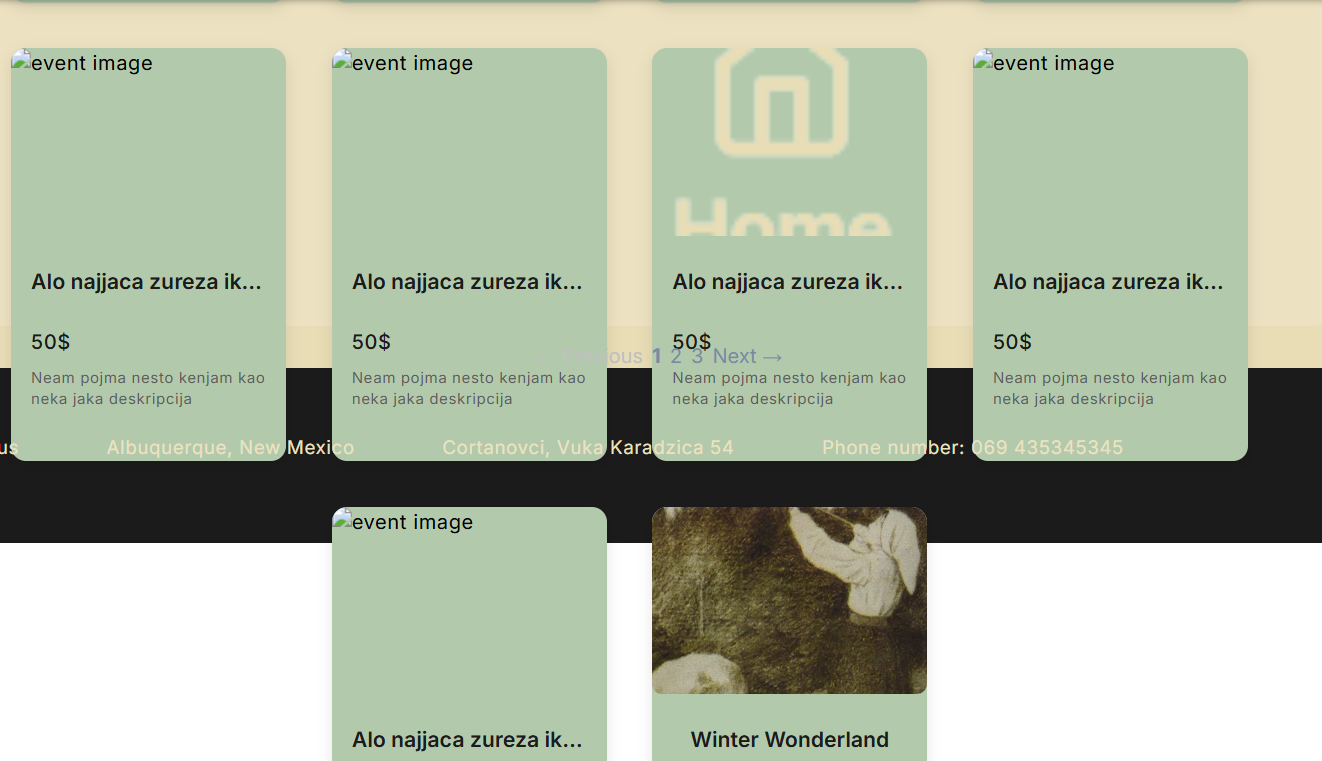 event image
event image
event image
Home
Alo najjaca zureza ik...
Alo najjaca zureza ik...
Alo najjaca zureza ik...
Alo najjaca zureza ik...
50$
50$
50$
50$
← Previous 1 2 3 Next →
Neam pojma nesto kenjam kao
neka jaka deskripcija
Neam pojma nesto kenjam kao
neka jaka deskripcija
Neam pojma nesto kenjam kao
neka jaka deskripcija
Neam pojma nesto kenjam kao
neka jaka deskripcija
us
Albuquerque, New Mexico
Cortanovci, Vuka Karadzica 54
Phone number: 069 435345345
event image
Alo najjaca zureza ik...
Winter Wonderland